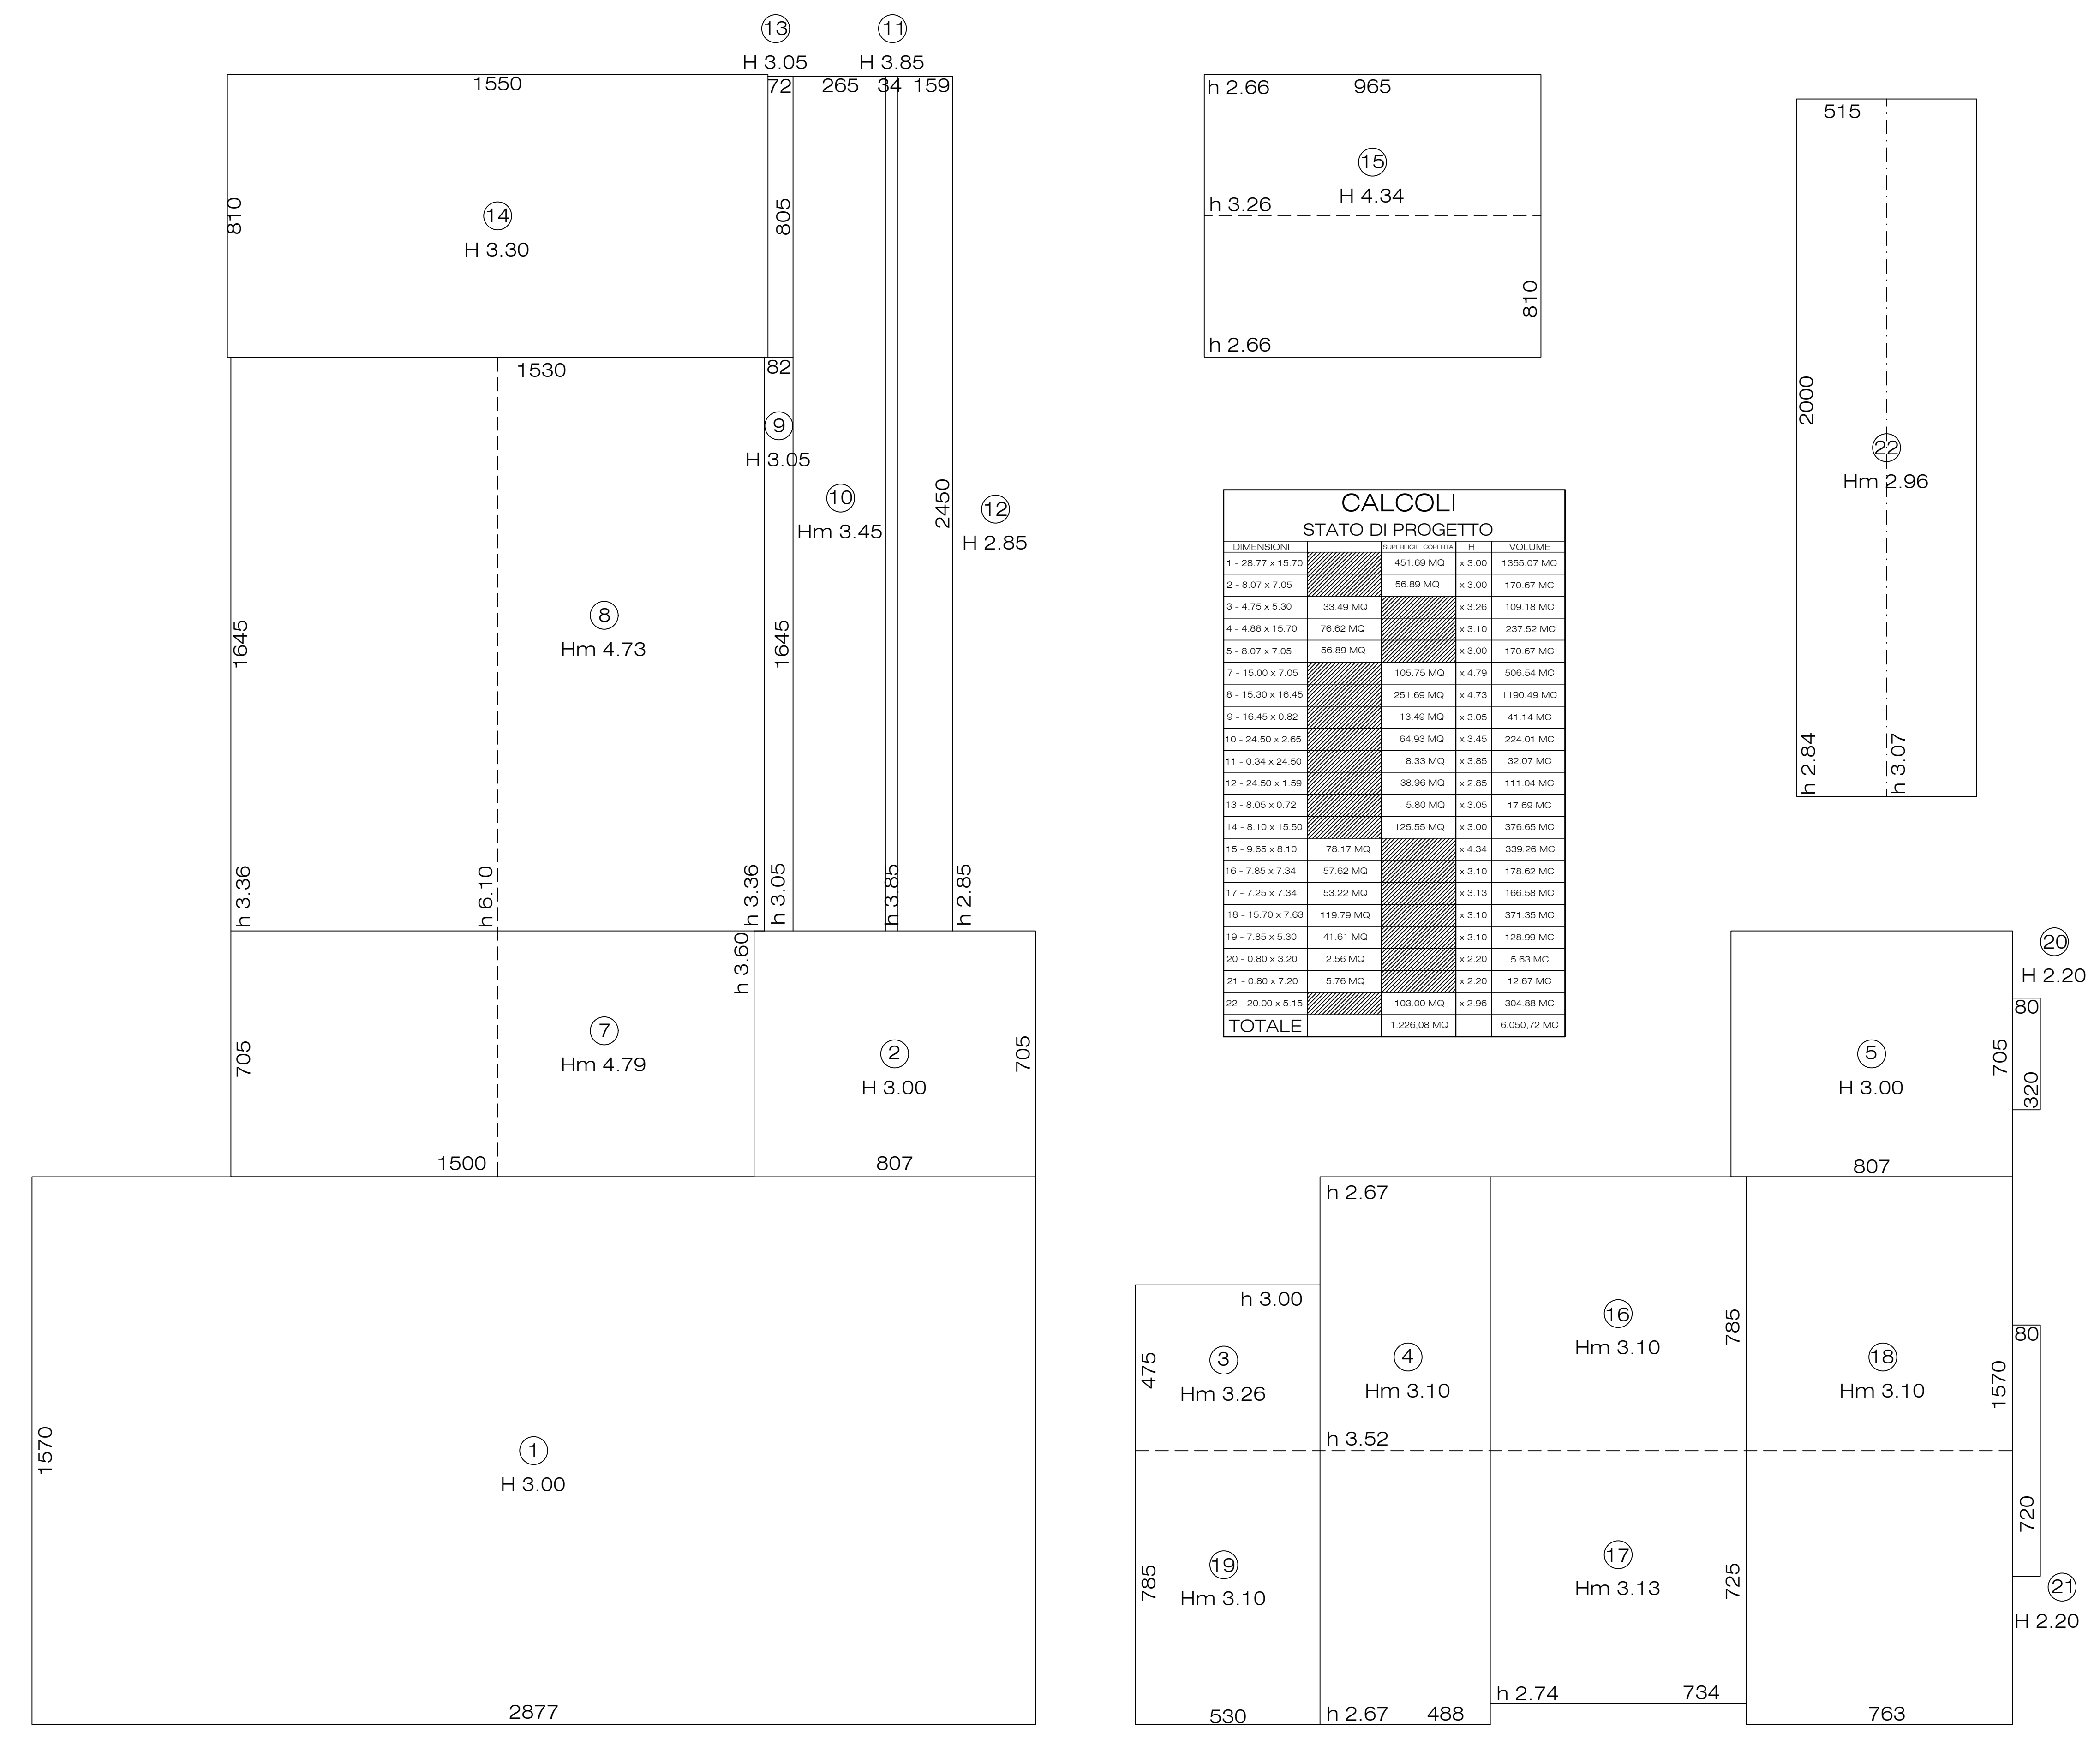 13
H 3.05
11
H 3.85
1550
72
265
34
159
810
14
H 3.30
805
1530
82
9
H 3.05
10
Hm 3.45
2450
12
H 2.85
1645
8
Hm 4.73
1645
h 3.36
h 6.10
h 3.36
h 3.05
h 3.85
h 2.85
h 3.60
705
7
Hm 4.79
1500
2
H 3.00
705
807
1570
1
H 3.00
2877
h 2.66
965
15
H 4.34
h 3.26
810
h 2.66
515
2000
22
Hm 2.96
h 2.84
h 3.07
CALCOLI
STATO DI PROGETTO
DIMENSIONI SUPERFICIE COPERTA H VOLUME
1 - 28.77 x 15.70 451.69 MQ x 3.00 1355.07 MC
2 - 8.07 x 7.05 56.89 MQ x 3.00 170.67 MC
3 - 4.75 x 5.30 33.49 MQ x 3.26 109.18 MC
4 - 4.88 x 15.70 76.62 MQ x 3.10 237.52 MC
5 - 8.07 x 7.05 56.89 MQ x 3.00 170.67 MC
7 - 15.00 x 7.05 105.75 MQ x 4.79 506.54 MC
8 - 15.30 x 16.45 251.69 MQ x 4.73 1190.49 MC
9 - 16.45 x 0.82 13.49 MQ x 3.05 41.14 MC
10 - 24.50 x 2.65 64.93 MQ x 3.45 224.01 MC
11 - 0.34 x 24.50 8.33 MQ x 3.85 32.07 MC
12 - 24.50 x 1.59 38.96 MQ x 2.85 111.04 MC
13 - 8.05 x 0.72 5.80 MQ x 3.05 17.69 MC
14 - 8.10 x 15.50 125.55 MQ x 3.00 376.65 MC
15 - 9.65 x 8.10 78.17 MQ x 4.34 339.26 MC
16 - 7.85 x 7.34 57.62 MQ x 3.10 178.62 MC
17 - 7.25 x 7.34 53.22 MQ x 3.13 166.58 MC
18 - 15.70 x 7.63 119.79 MQ x 3.10 371.35 MC
19 - 7.85 x 5.30 41.61 MQ x 3.10 128.99 MC
20 - 0.80 x 3.20 2.56 MQ x 2.20 5.63 MC
21 - 0.80 x 7.20 5.76 MQ x 2.20 12.67 MC
22 - 20.00 x 5.15 103.00 MQ x 2.96 304.88 MC
TOTALE 1.226,08 MQ 6.050,72 MC
20
H 2.20
80
5
H 3.00
705
320
807
h 2.67
h 3.00
475
3
Hm 3.26
4
Hm 3.10
h 3.52
16
Hm 3.10
785
18
Hm 3.10
80
1570
720
785
19
Hm 3.10
17
Hm 3.13
725
21
H 2.20
530
h 2.67
488
h 2.74
734
763